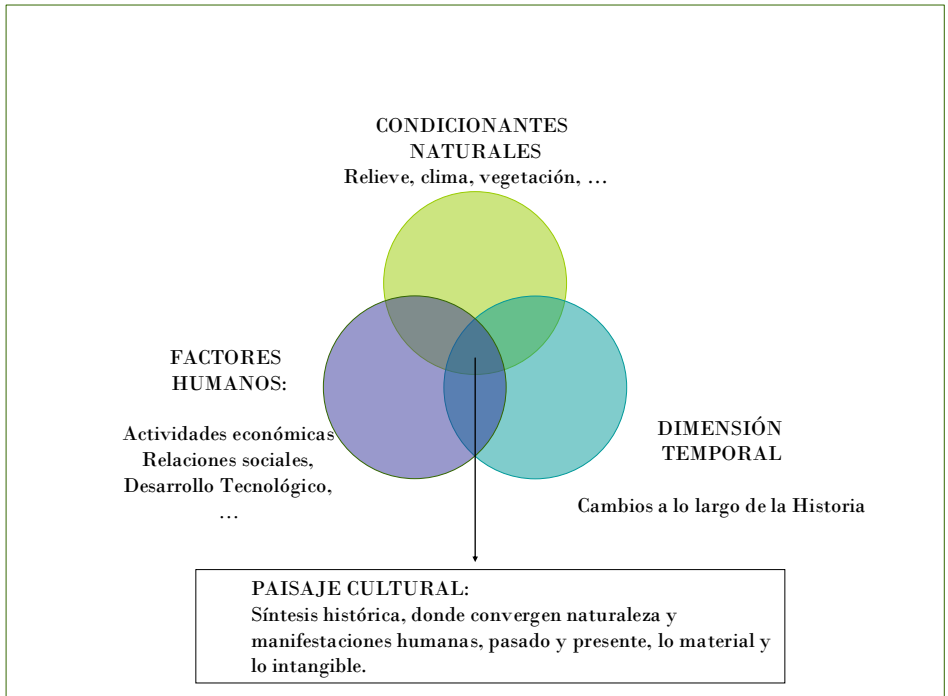 CONDICIONANTES
NATURALES
Relieve, clima, vegetación, …
FACTORES
HUMANOS:
Actividades económicas
Relaciones sociales,
Desarrollo Tecnológico,
…
DIMENSIÓN
TEMPORAL
Cambios a lo largo de la Historia
PAISAJE CULTURAL:
Síntesis histórica, donde convergen naturaleza y
manifestaciones humanas, pasado y presente, lo material y
lo intangible.